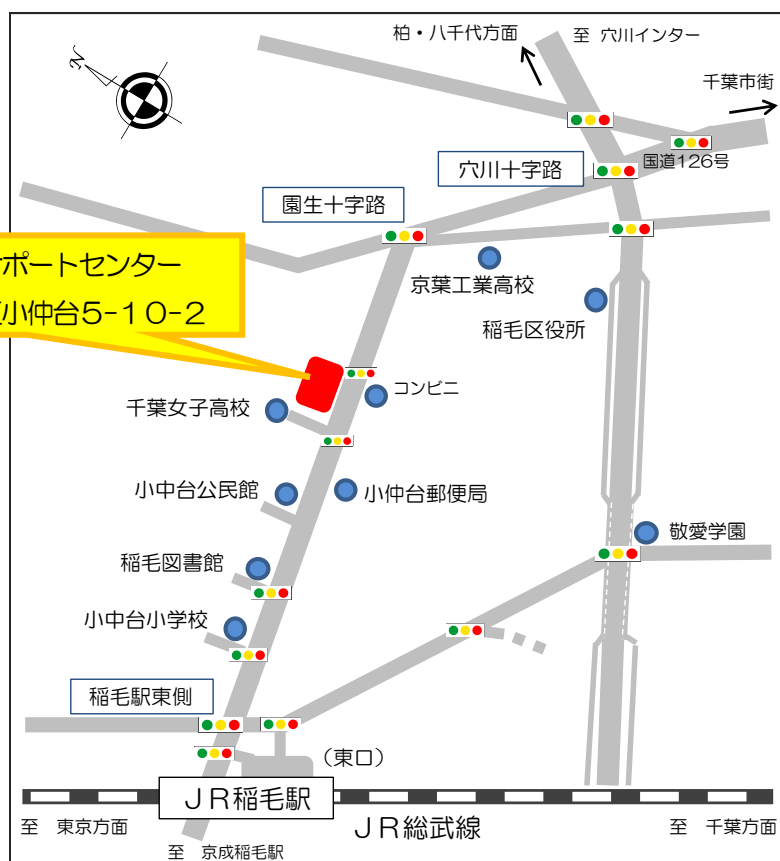 柏・八千代方面
至 穴川インター
N
千葉市街
国道126号
穴川十字路
園生十字路
ポートセンター
小仲台5-10-2
京葉工業高校
稲毛区役所
コンビニ
千葉女子高校
小中台公民館
小仲台郵便局
敬愛学園
稲毛図書館
小中台小学校
稲毛駅東側
(東口)
JR稲毛駅
JR総武線
至 東京方面
至 千葉方面
至 京成稲毛駅